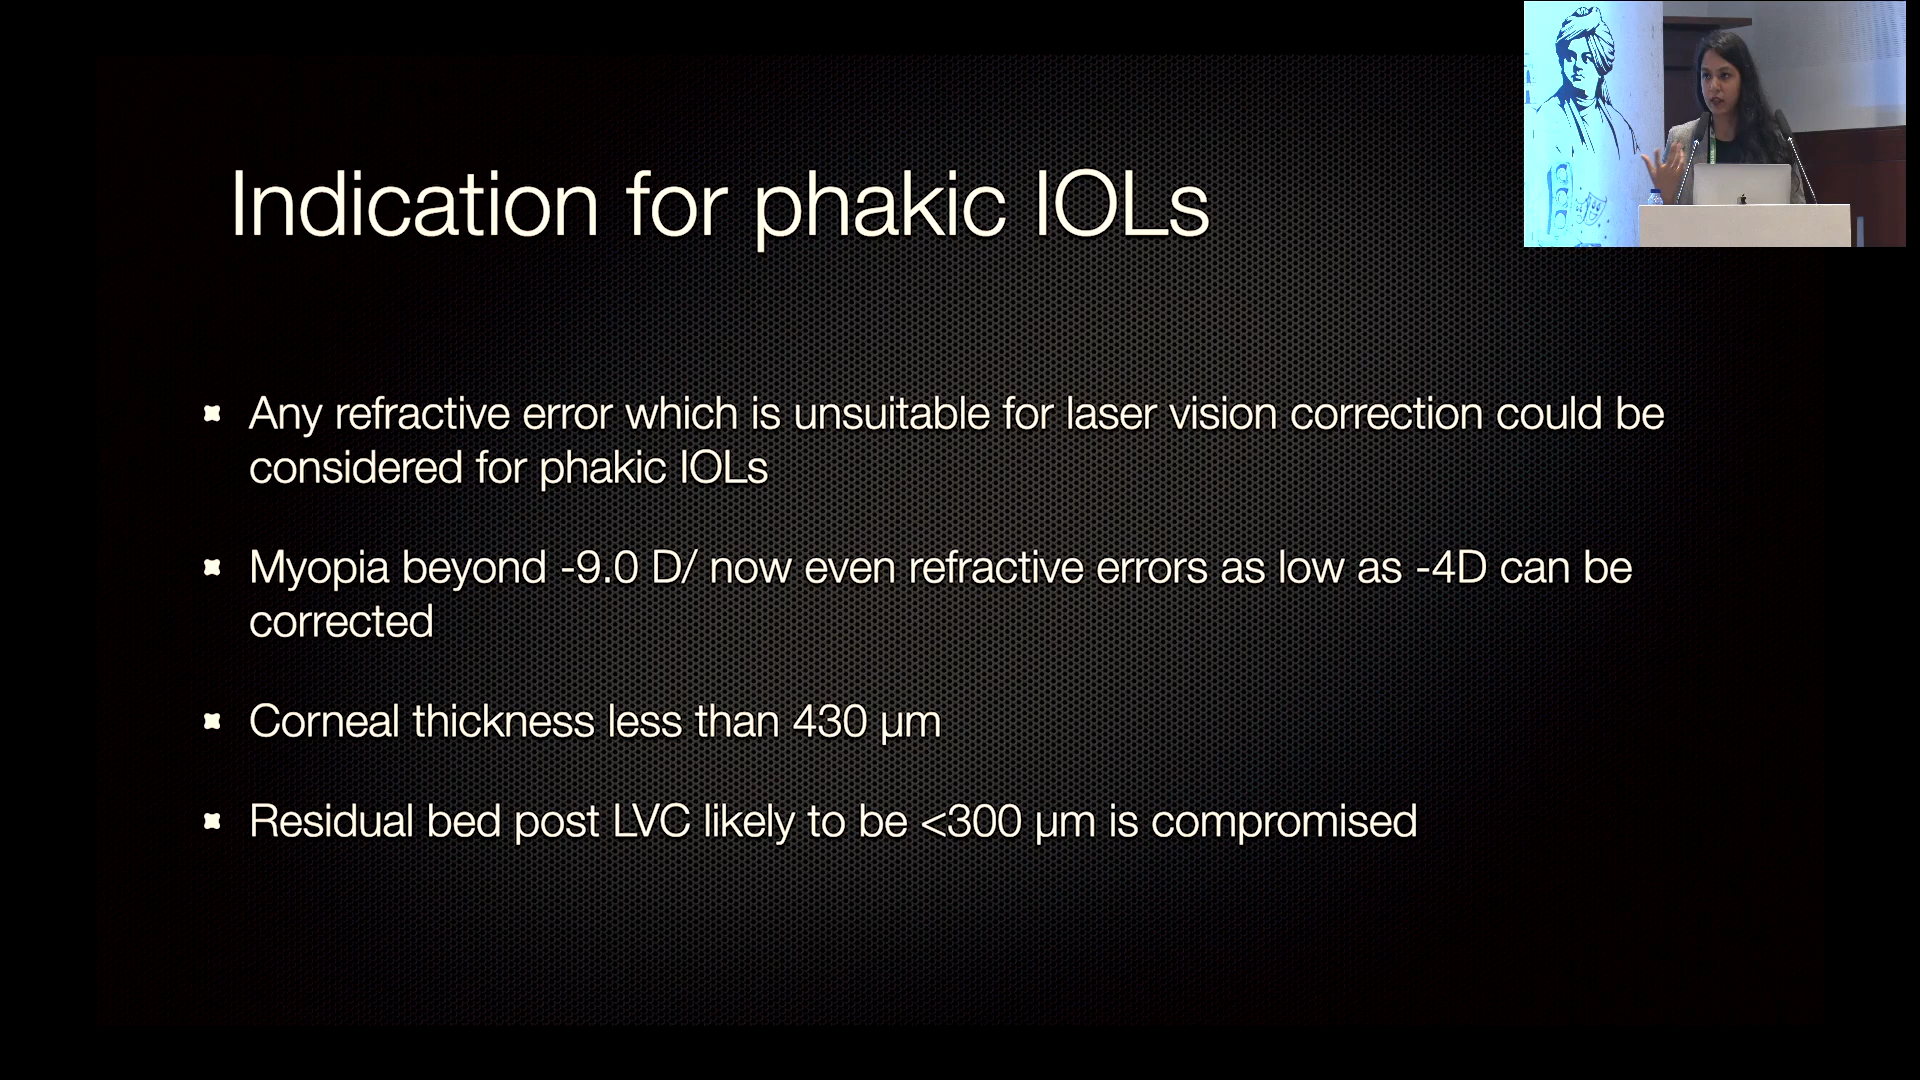 Indication for phakic IOLs
Any refractive error which is unsuitable for laser vision correction could be
considered for phakic IOLs
Myopia beyond -9.0 D/ now even refractive errors as low as -4D can be
corrected
Corneal thickness less than 430 µm
Residual bed post LVC likely to be <300 µm is compromised